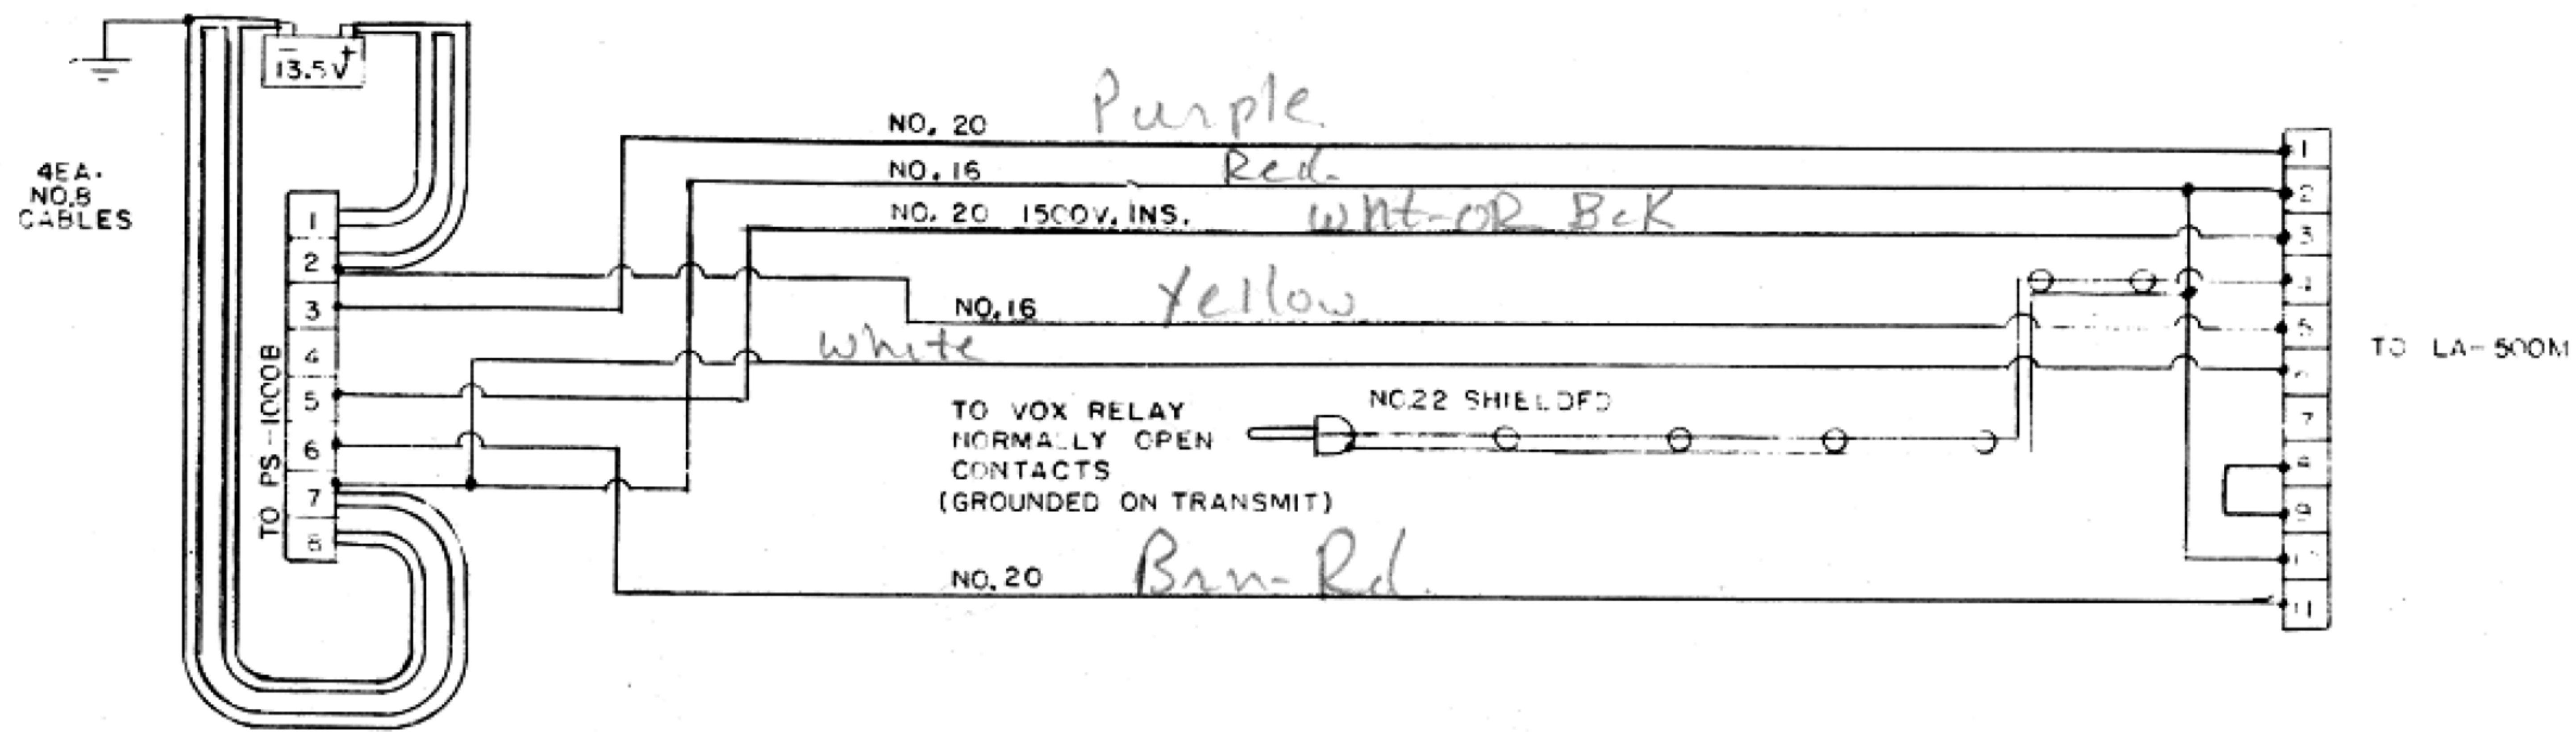 − +
13.5V
4EA.
NO.8
CABLES
NO. 20 Purple
NO. 16 Red.
NO. 20 1500V. INS. Wht-OR BcK
NO.16 Yellow
White
TO VOX RELAY
NORMALLY OPEN
CONTACTS
(GROUNDED ON TRANSMIT)
NO.22 SHIELDED
NO. 20 Brn-Rd.
TO PS-1000B
1
2
3
4
5
6
7
8
1
2
3
4
5
7
8
9
11
TO LA-500M